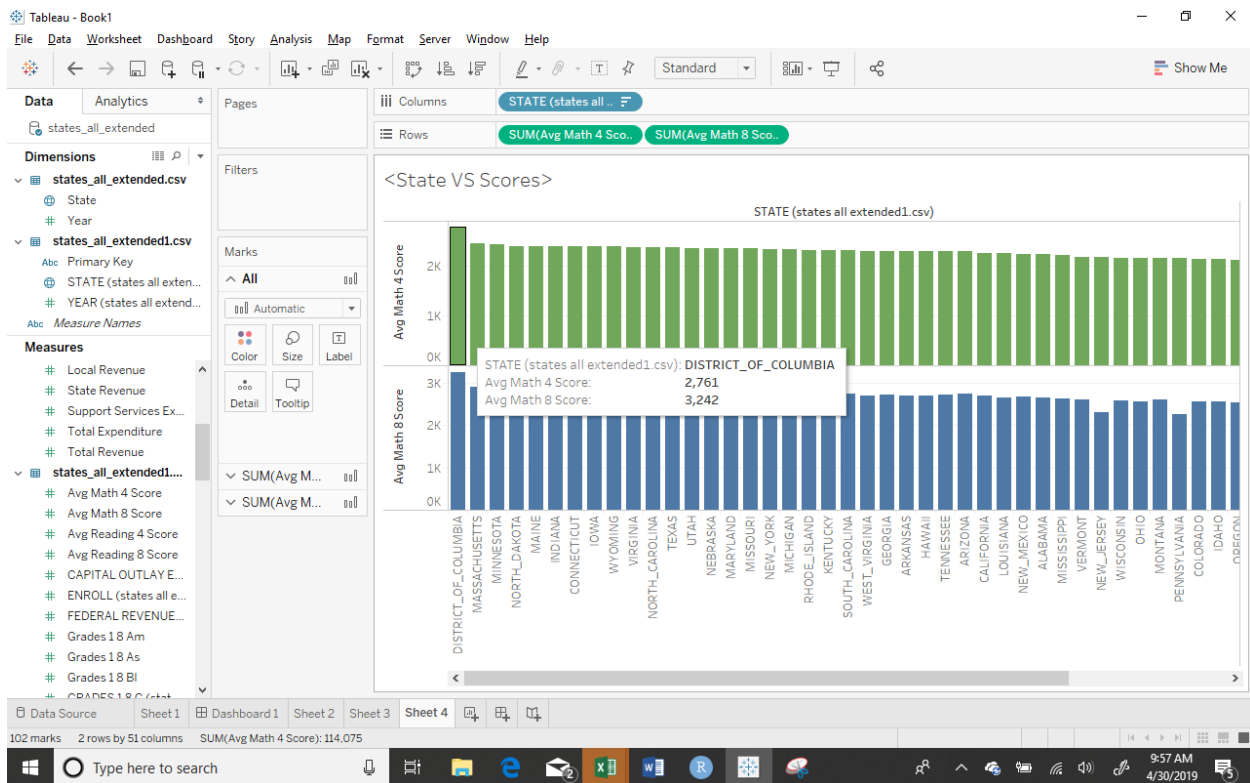 Tableau - Book1
File Data Worksheet Dashboard Story Analysis Map Format Server Window Help
Standard
Show Me
Data Analytics
states_all_extended
Dimensions
states_all_extended.csv
State
# Year
states_all_extended1.csv
Abc Primary Key
STATE (states all exten...
# YEAR (states all extend...
Abc Measure Names
Measures
# Local Revenue
# State Revenue
# Support Services Ex...
# Total Expenditure
# Total Revenue
states_all_extended1....
# Avg Math 4 Score
# Avg Math 8 Score
# Avg Reading 4 Score
# Avg Reading 8 Score
# CAPITAL OUTLAY E...
# ENROLL (states all e...
# FEDERAL REVENUE...
# Grades 1 8 Am
# Grades 1 8 As
# Grades 1 8 Bl
Pages
Filters
Marks
All
Automatic
Color Size Label
Detail Tooltip
SUM(Avg M...
SUM(Avg M...
Columns STATE (states all ..
Rows SUM(Avg Math 4 Sco.. SUM(Avg Math 8 Sco..
<State VS Scores>
STATE (states all extended1.csv)
Avg Math 4 Score
2K
1K
0K
STATE (states all extended1.csv): DISTRICT_OF_COLUMBIA
Avg Math 4 Score: 2,761
Avg Math 8 Score: 3,242
Avg Math 8 Score
3K
2K
1K
0K
DISTRICT_OF_COLUMBIA
MASSACHUSETTS
MINNESOTA
NORTH_DAKOTA
MAINE
INDIANA
CONNECTICUT
IOWA
WYOMING
VIRGINIA
NORTH_CAROLINA
TEXAS
UTAH
NEBRASKA
MARYLAND
MISSOURI
NEW_YORK
MICHIGAN
RHODE_ISLAND
KENTUCKY
SOUTH_CAROLINA
WEST_VIRGINIA
GEORGIA
ARKANSAS
HAWAII
TENNESSEE
ARIZONA
CALIFORNIA
LOUISIANA
NEW_MEXICO
ALABAMA
MISSISSIPPI
VERMONT
NEW_JERSEY
WISCONSIN
OHIO
MONTANA
PENNSYLVANIA
COLORADO
IDAHO
OREGON
Data Source Sheet 1 Dashboard 1 Sheet 2 Sheet 3 Sheet 4
102 marks 2 rows by 51 columns SUM(Avg Math 4 Score): 114,075
Type here to search
9:57 AM
4/30/2019